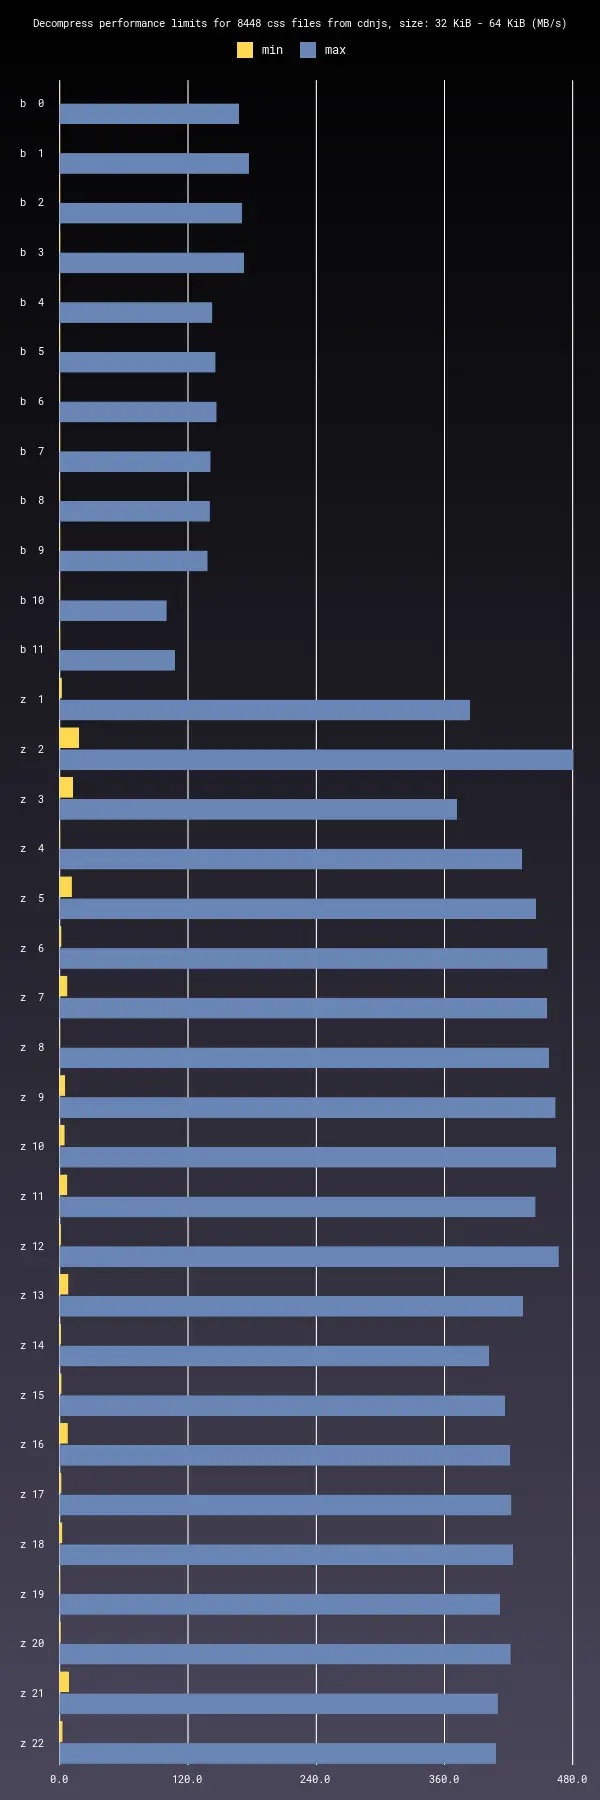 Decompress performance limits for 8448 css files from cdnjs, size: 32 KiB - 64 KiB (MB/s)
min max
b 0
b 1
b 2
b 3
b 4
b 5
b 6
b 7
b 8
b 9
b 10
b 11
z 1
z 2
z 3
z 4
z 5
z 6
z 7
z 8
z 9
z 10
z 11
z 12
z 13
z 14
z 15
z 16
z 17
z 18
z 19
z 20
z 21
z 22
0.0 120.0 240.0 360.0 480.0